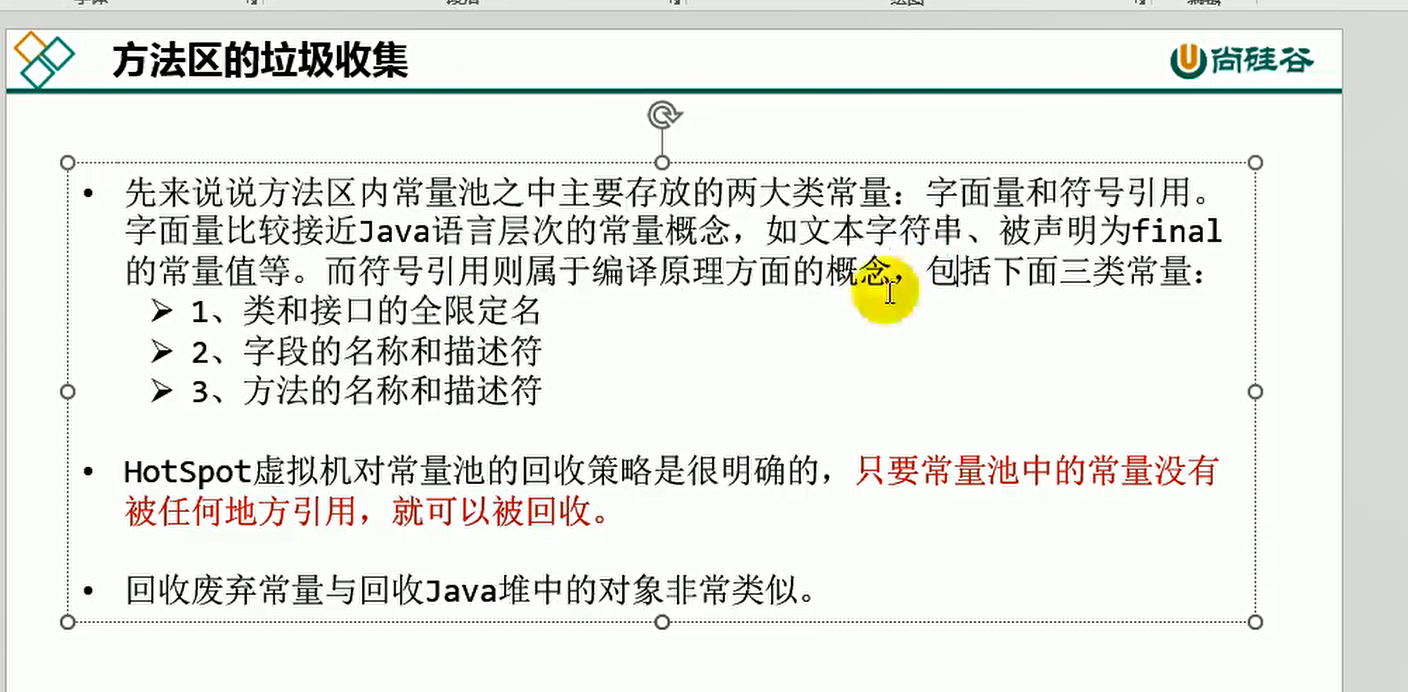 方法区的垃圾收集
尚硅谷
• 先来说说方法区内常量池之中主要存放的两大类常量：字面量和符号引用。
字面量比较接近Java语言层次的常量概念，如文本字符串、被声明为final
的常量值等。而符号引用则属于编译原理方面的概念，包括下面三类常量：
➢ 1、类和接口的全限定名
➢ 2、字段的名称和描述符
➢ 3、方法的名称和描述符
• HotSpot虚拟机对常量池的回收策略是很明确的，只要常量池中的常量没有
被任何地方引用，就可以被回收。
• 回收废弃常量与回收Java堆中的对象非常类似。